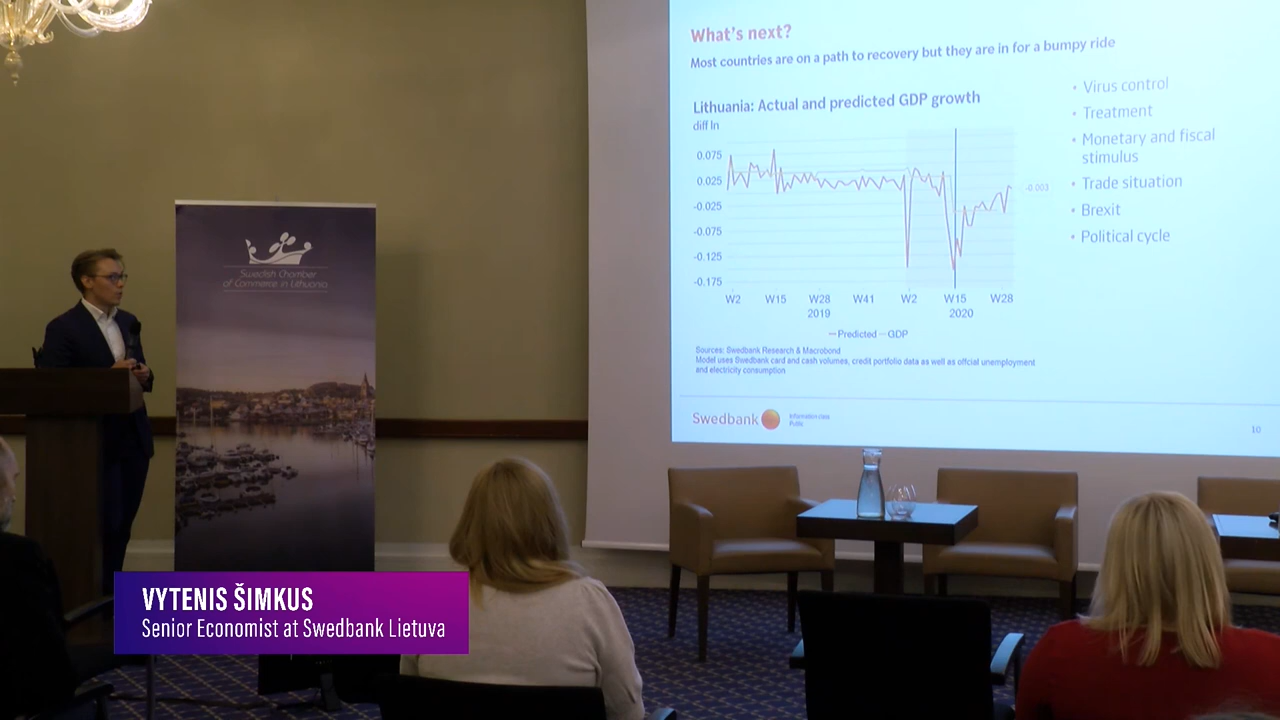 What's next?
Most countries are on a path to recovery but they are in for a bumpy ride
Lithuania: Actual and predicted GDP growth
diff ln
0.075
0.025
-0.025
-0.075
-0.125
-0.175
-0.003
W2 W15 W28 W41 W2 W15 W28
2019 2020
Predicted GDP
Sources: Swedbank Research & Macrobond
Model uses Swedbank card and cash volumes, credit portfolio data as well as offcial unemployment
and electricity consumption
• Virus control
• Treatment
• Monetary and fiscal
stimulus
• Trade situation
• Brexit
• Political cycle
Swedbank
Information class
Public
10
Swedish Chamber
of Commerce in Lithuania
VYTENIS ŠIMKUS
Senior Economist at Swedbank Lietuva